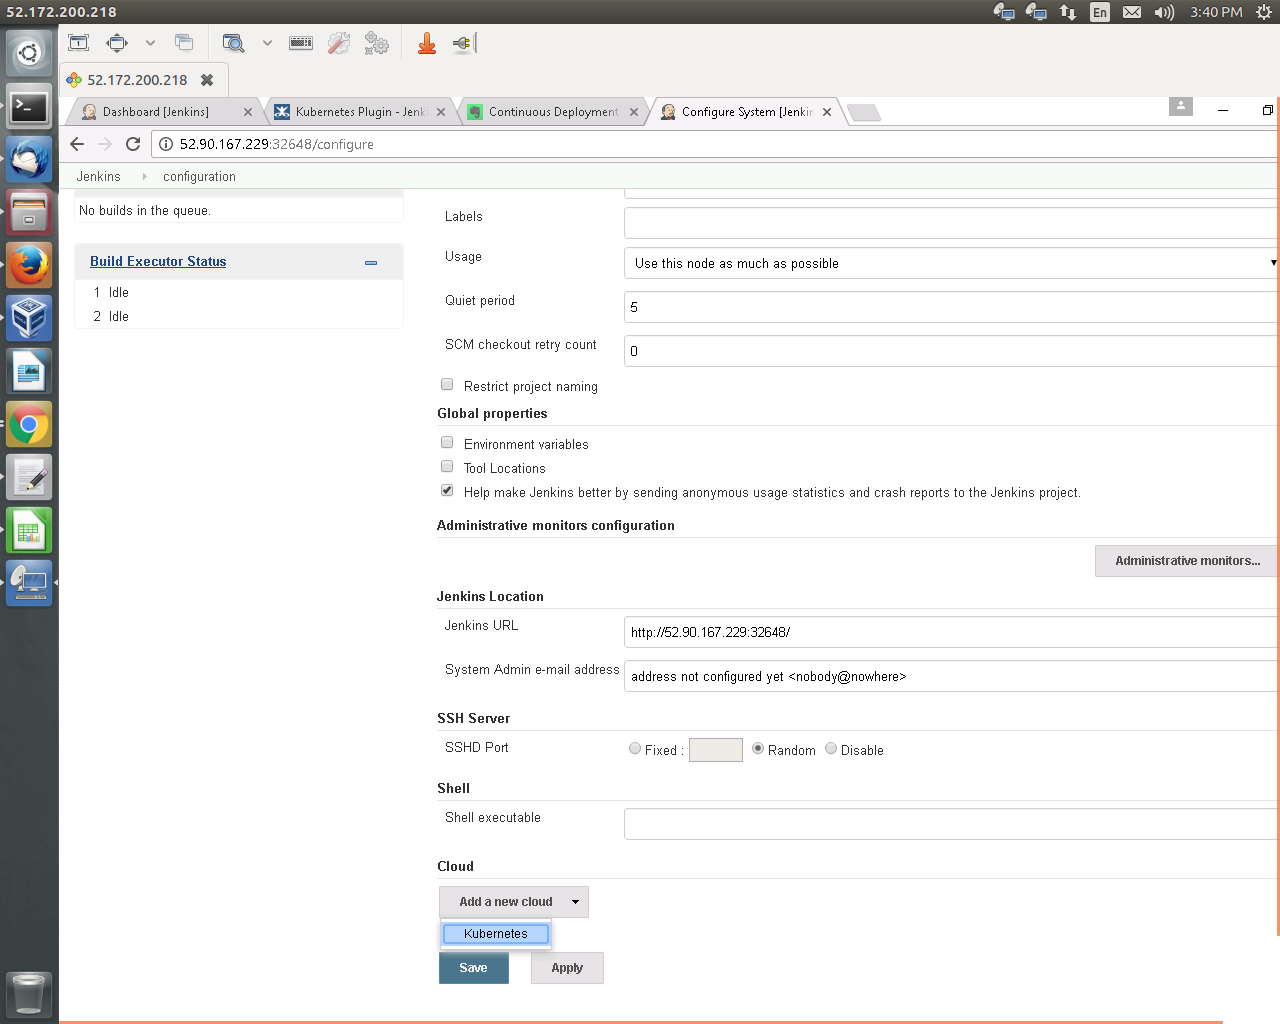 52.172.200.218
En
3:40 PM
1
52.172.200.218
Dashboard [Jenkins]
Kubernetes Plugin - Jenk
Continuous Deployment
Configure System [Jenkin
52.90.167.229:32648/configure
Jenkins
configuration
No builds in the queue.
Build Executor Status
1 Idle
2 Idle
Labels
Usage
Use this node as much as possible
Quiet period
5
SCM checkout retry count
0
Restrict project naming
Global properties
Environment variables
Tool Locations
Help make Jenkins better by sending anonymous usage statistics and crash reports to the Jenkins project.
Administrative monitors configuration
Administrative monitors...
Jenkins Location
Jenkins URL
http://52.90.167.229:32648/
System Admin e-mail address
address not configured yet <nobody@nowhere>
SSH Server
SSHD Port
Fixed :
Random
Disable
Shell
Shell executable
Cloud
Add a new cloud
Kubernetes
Save
Apply